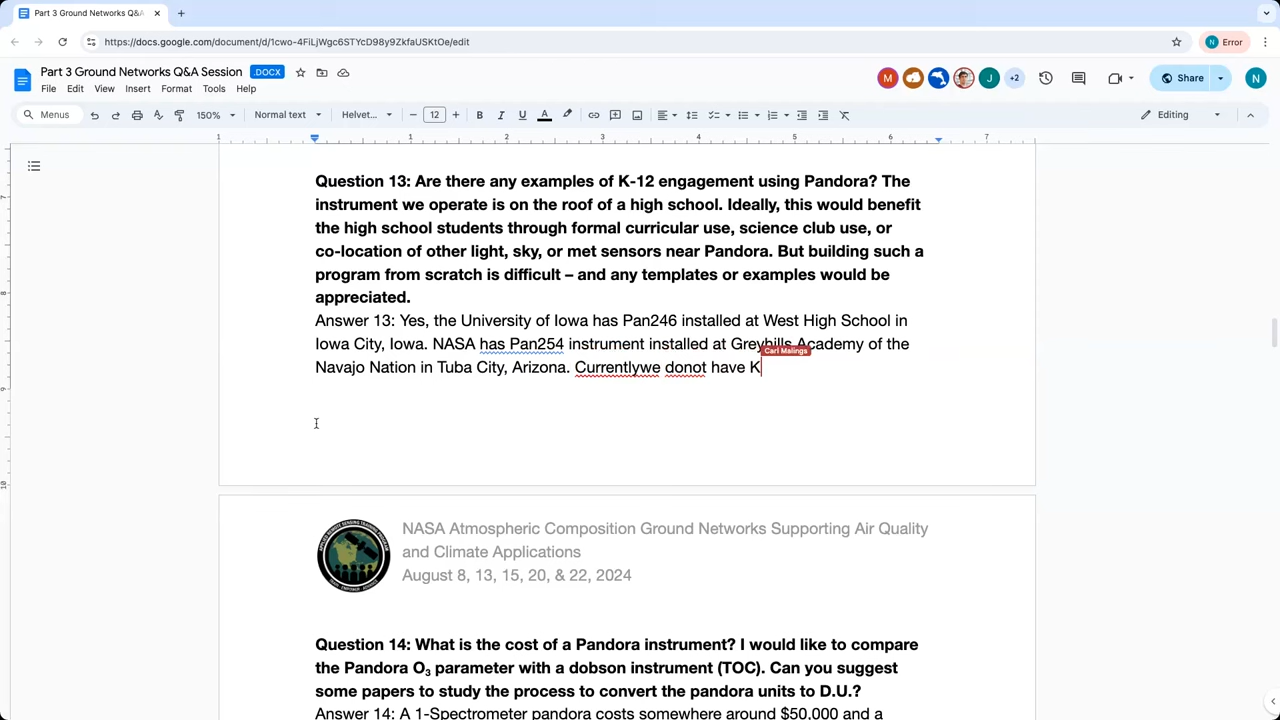 Part 3 Ground Networks Q&A
https://docs.google.com/document/d/1cwo-4FiLjWgc6STYcD98y9ZkfaUSKtOe/edit
N Error
Part 3 Ground Networks Q&A Session .DOCX
M J +2 Share N
File Edit View Insert Format Tools Help
Menus 150% Normal text Helvet... 12 B I U A Editing
1 1 2 3 4 5 6 7
Question 13: Are there any examples of K-12 engagement using Pandora? The
instrument we operate is on the roof of a high school. Ideally, this would benefit
the high school students through formal curricular use, science club use, or
co-location of other light, sky, or met sensors near Pandora. But building such a
program from scratch is difficult – and any templates or examples would be
appreciated.
Answer 13: Yes, the University of Iowa has Pan246 installed at West High School in
Iowa City, Iowa. NASA has Pan254 instrument installed at Greyhills Academy of the
Carl Malings
Navajo Nation in Tuba City, Arizona. Currentlywe donot have K
NASA Atmospheric Composition Ground Networks Supporting Air Quality
and Climate Applications
August 8, 13, 15, 20, & 22, 2024
Question 14: What is the cost of a Pandora instrument? I would like to compare
the Pandora O₃ parameter with a dobson instrument (TOC). Can you suggest
some papers to study the process to convert the pandora units to D.U.?
Answer 14: A 1-Spectrometer pandora costs somewhere around $50,000 and a